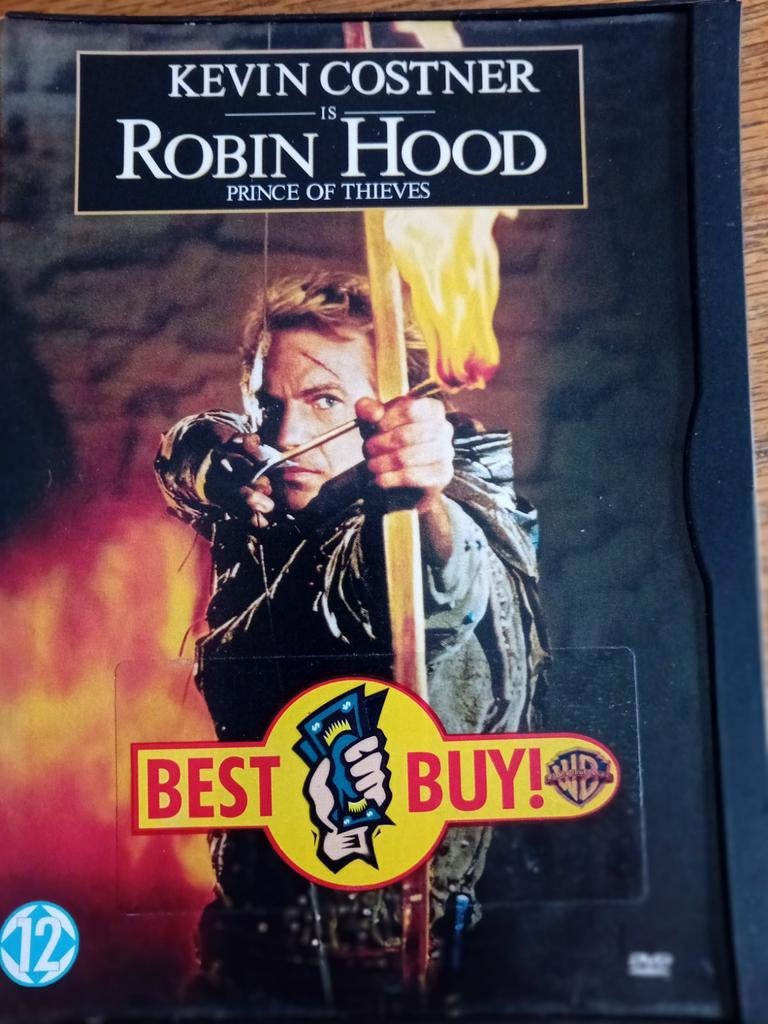 KEVIN COSTNER
IS
ROBIN HOOD
PRINCE OF THIEVES
BEST BUY!
WB
12
DVD